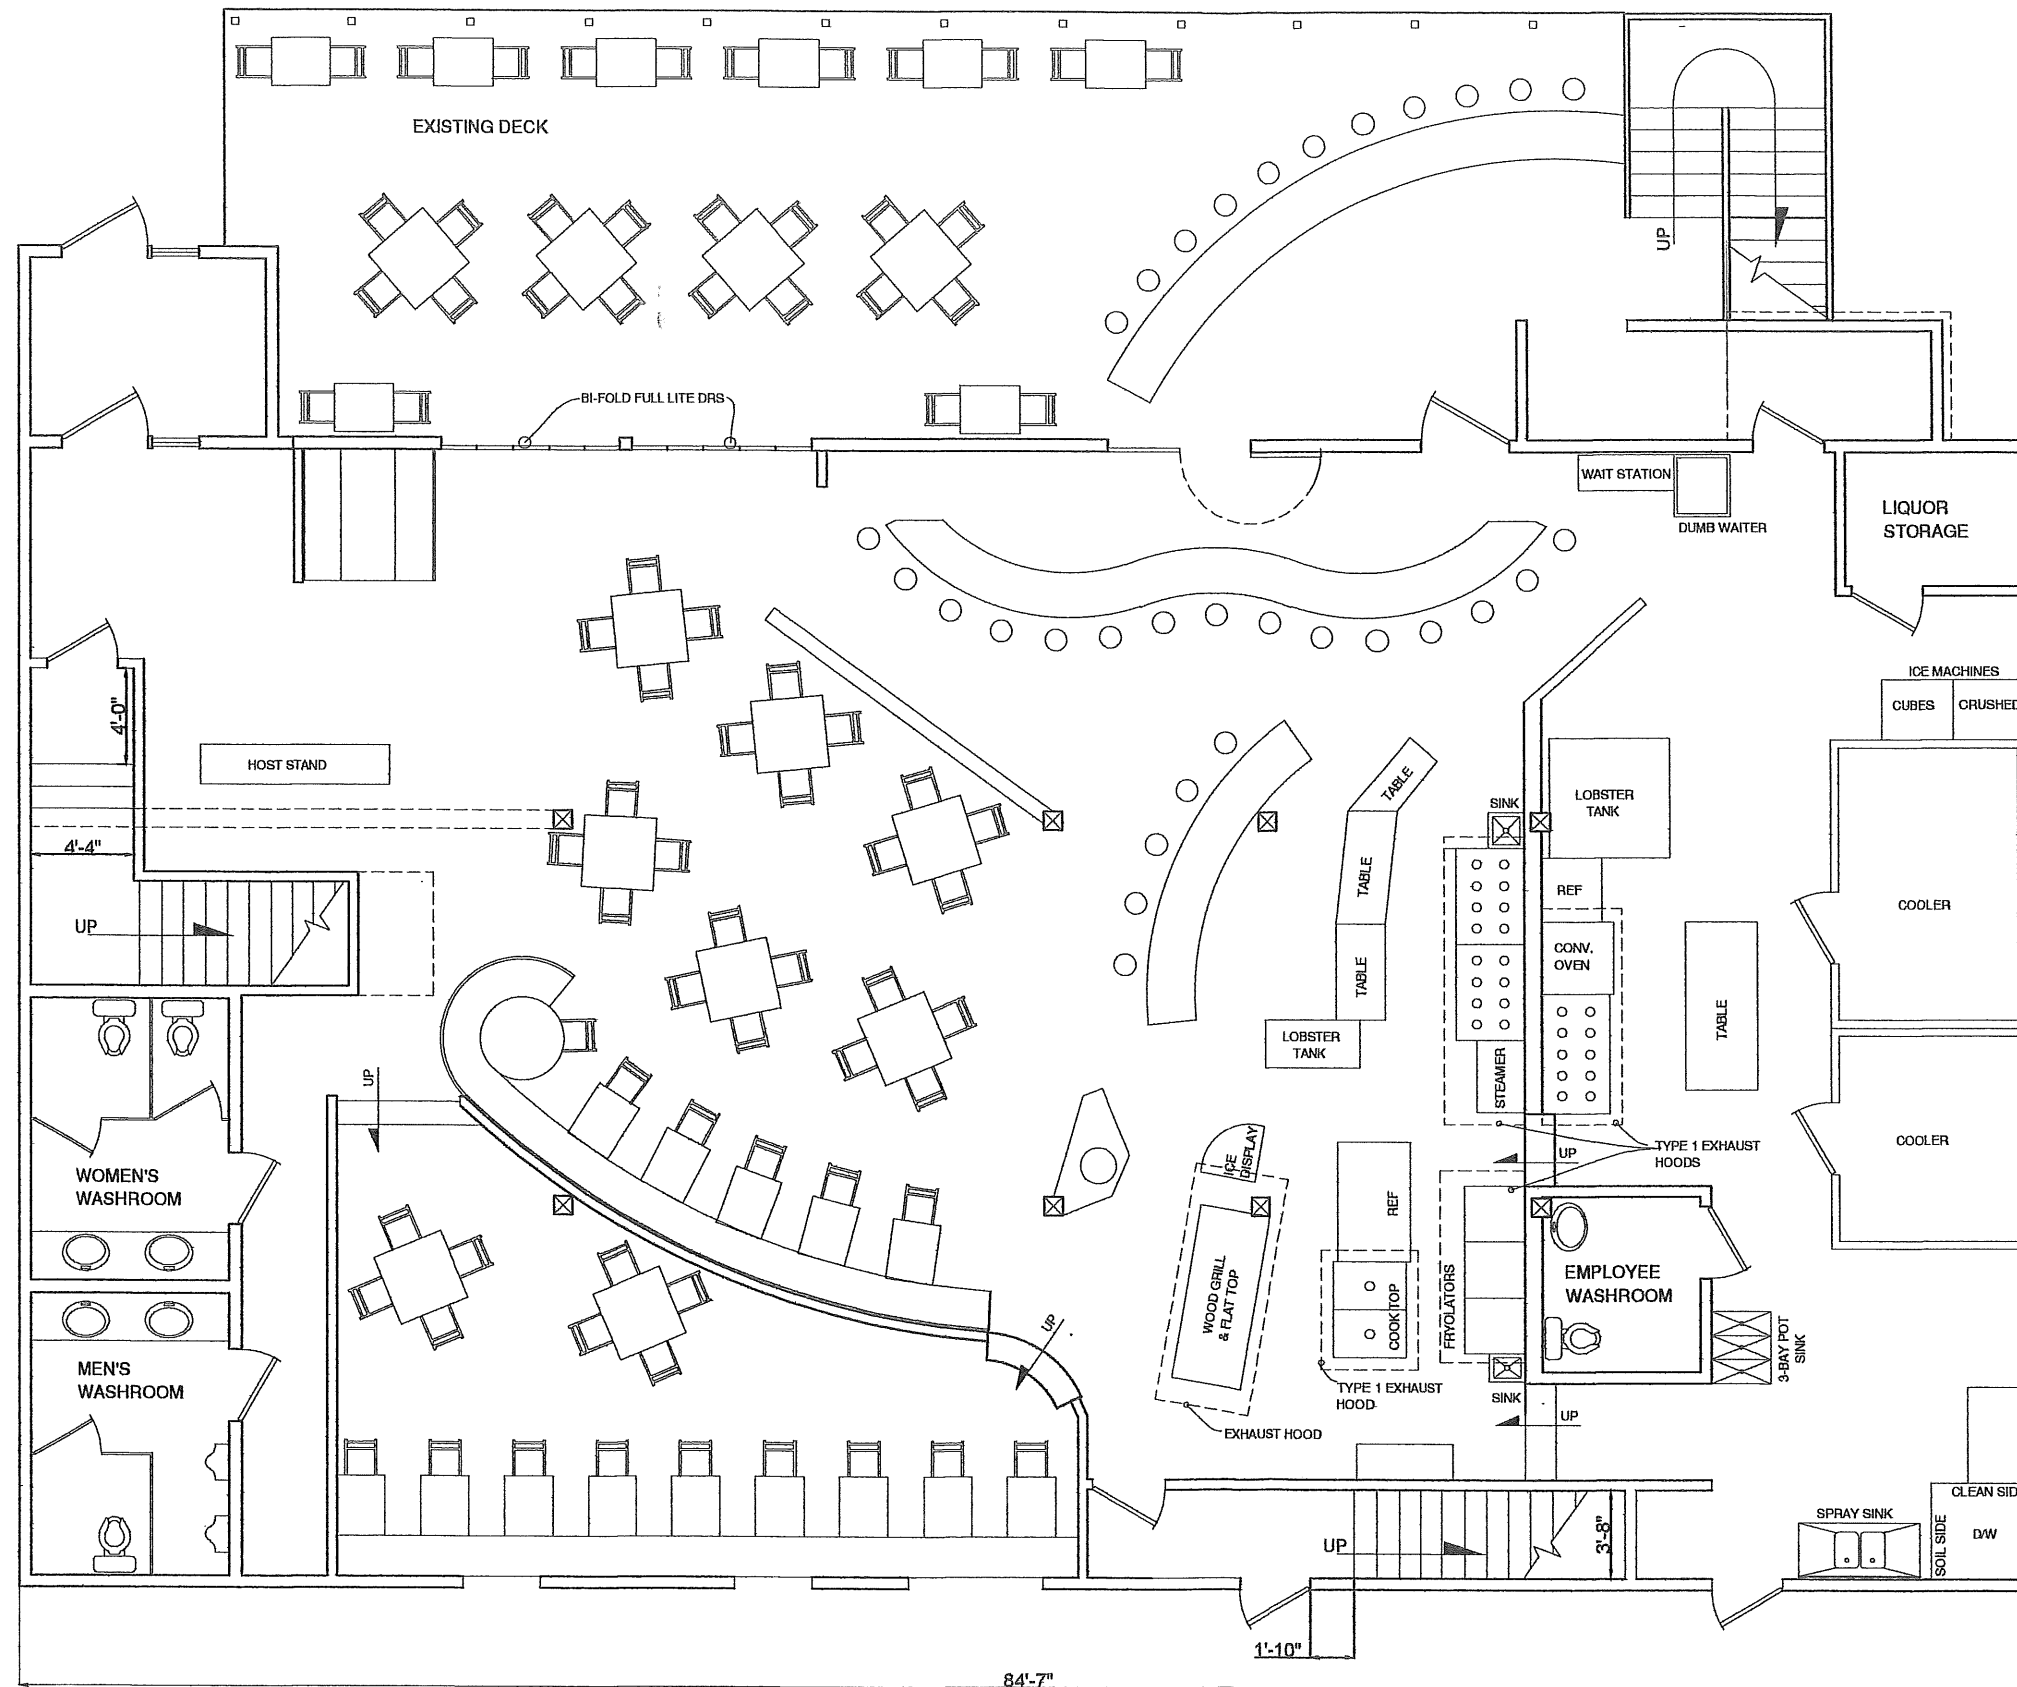 EXISTING DECK
UP
BI-FOLD FULL LITE DRS
WAIT STATION
DUMB WAITER
LIQUOR
STORAGE
ICE MACHINES
CUBES
CRUSHED
4'-0"
HOST STAND
TABLE
LOBSTER
TANK
SINK
4'-4"
TABLE
REF
COOLER
UP
CONV.
OVEN
TABLE
TABLE
LOBSTER
TANK
STEAMER
UP
ICE
DISPLAY
TYPE 1 EXHAUST
HOODS
UP
COOLER
WOMEN'S
WASHROOM
REF
WOOD GRILL
& FLAT TOP
COOKTOP
FRYOLATORS
EMPLOYEE
WASHROOM
UP
3-BAY POT
SINK
MEN'S
WASHROOM
TYPE 1 EXHAUST
HOOD
SINK
UP
EXHAUST HOOD
CLEAN SID
SPRAY SINK
SOIL SIDE
D/W
UP
3'-8"
1'-10"
84'-7"